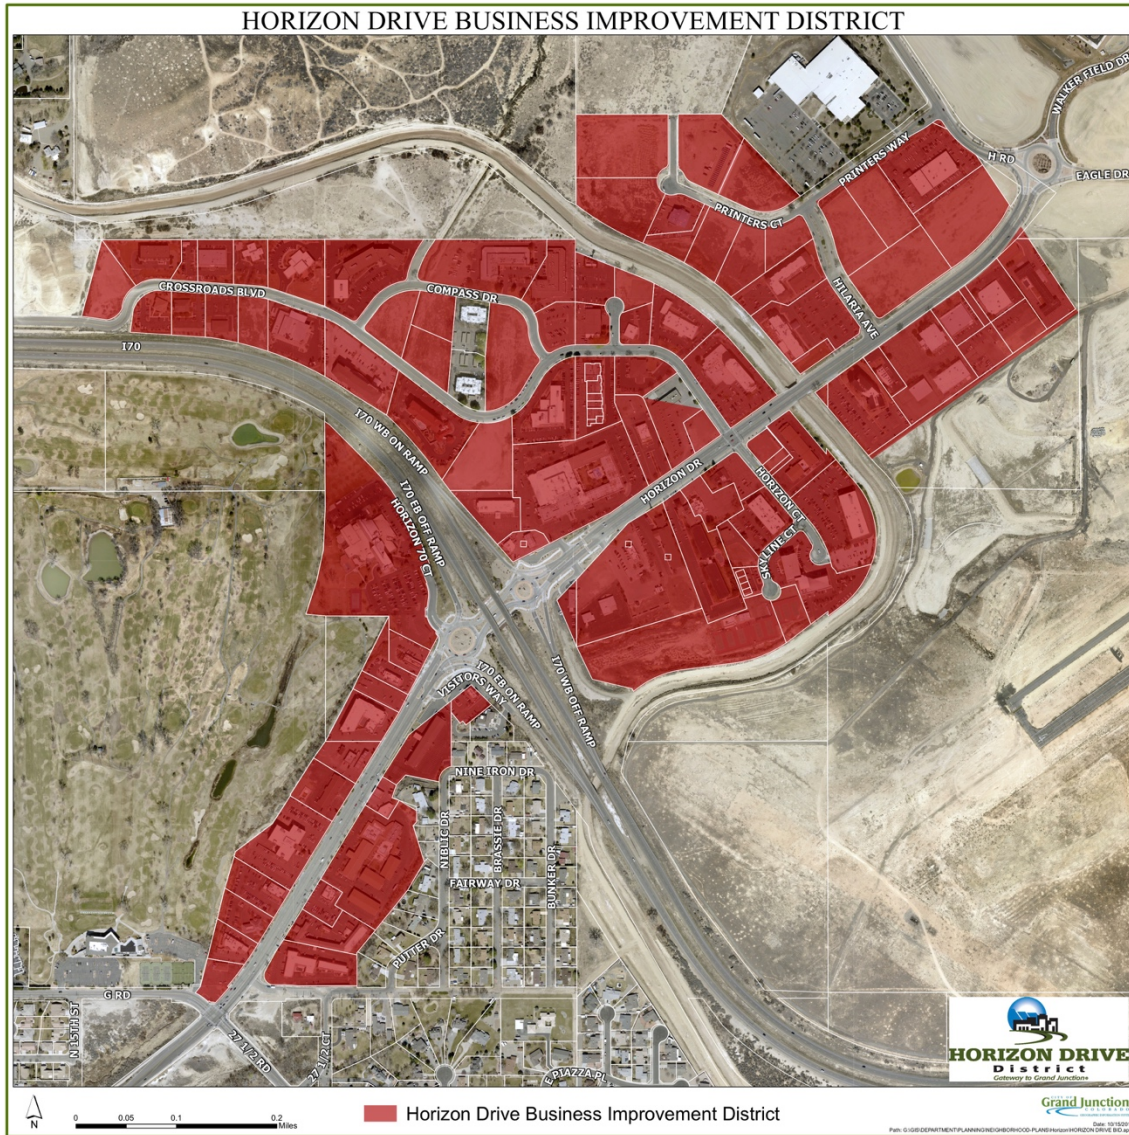 HORIZON DRIVE BUSINESS IMPROVEMENT DISTRICT
WALKER FIELD DR
H RD
EAGLE DR
PRINTERS WAY
PRINTERS CT
HILARIA AVE
CROSSROADS BLVD
COMPASS DR
I70
I70 WB ON RAMP
I70 EB OFF RAMP
HORIZON 70 CT
HORIZON DR
HORIZON CT
SKYLINE CT
VISITORS WAY
I70 EB ON RAMP
I70 WB OFF RAMP
NINE IRON DR
NIBLIC DR
BRASSIE DR
BUNKER DR
FAIRWAY DR
PUTTER DR
G RD
N 15TH ST
27 1/2 RD
27 1/2 CT
E PIAZZA PL
HORIZON DRIVE
District
Gateway to Grand Junction
N
0 0.05 0.1 0.2
Miles
Horizon Drive Business Improvement District
CITY OF
Grand Junction
COLORADO